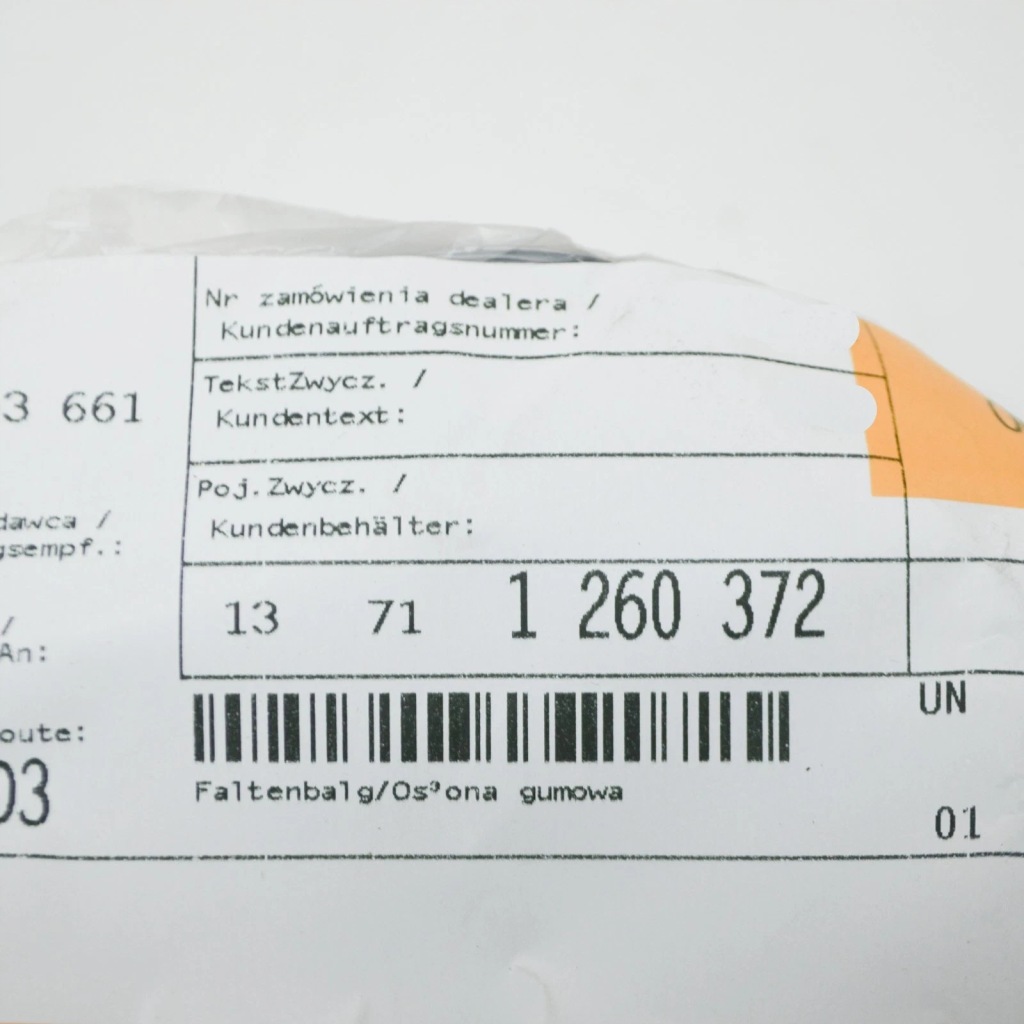 Nr zamówienia dealera /
Kundenauftragsnummer:
TekstZwycz. /
Kundentext:
3 661
Poj.Zwycz. /
Kundenbehälter:
dawca /
gsempf.:
13 71 1 260 372
/
An:
UN
oute:
03
Faltenbalg/Os³ona gumowa
01